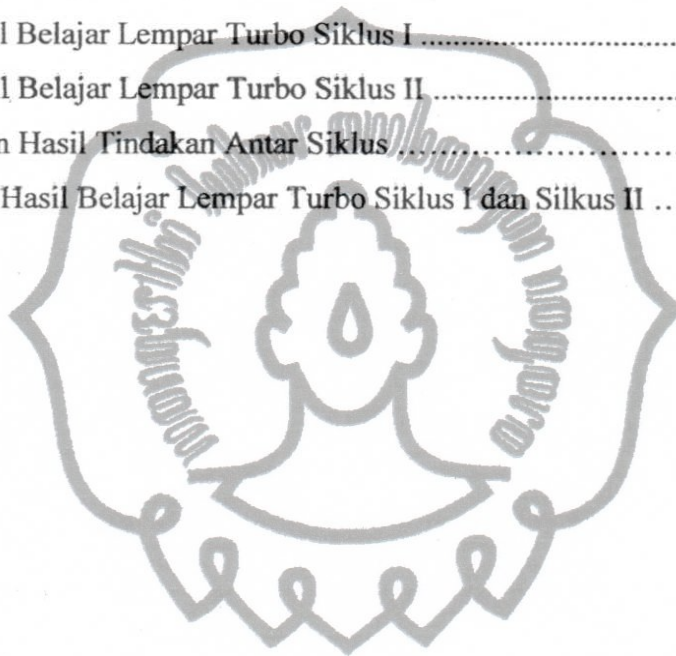 l Belajar Lempar Turbo Siklus I ..........................................
l Belajar Lempar Turbo Siklus II ........................................
n Hasil Tindakan Antar Siklus ..............................
Hasil Belajar Lempar Turbo Siklus I dan Silkus II ..